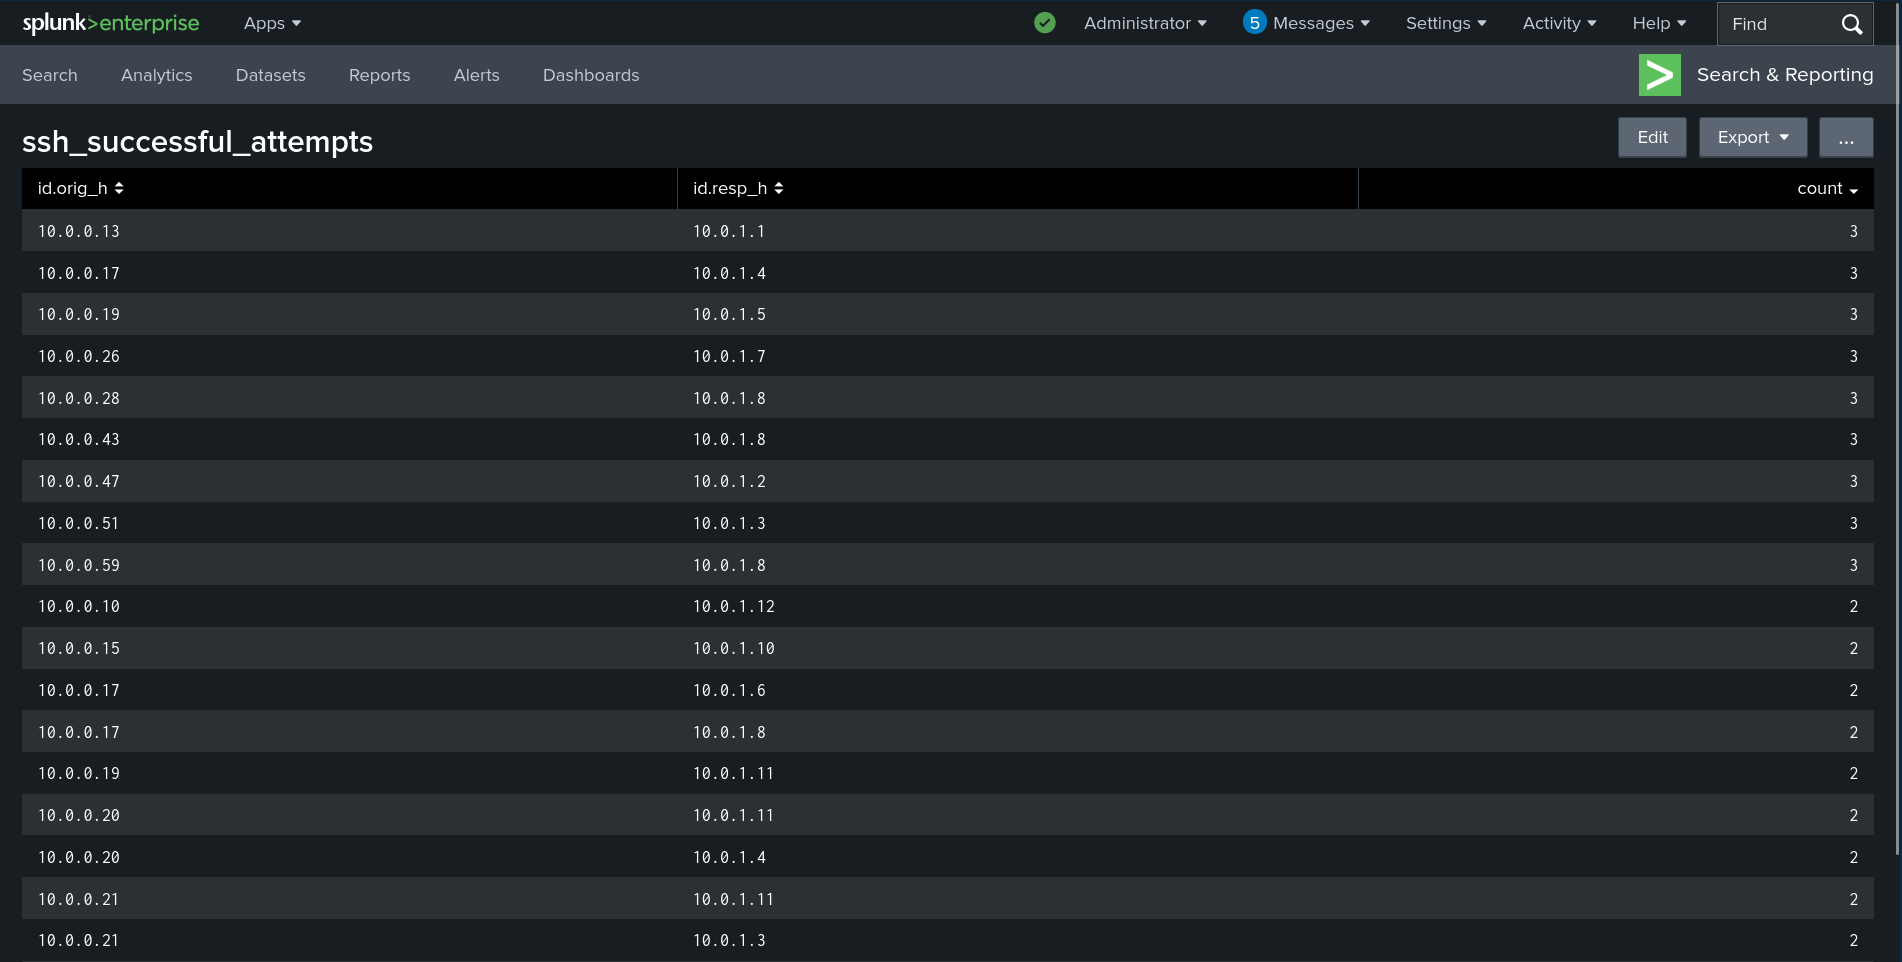 splunk>enterprise Apps Administrator 5 Messages Settings Activity Help Find
Search Analytics Datasets Reports Alerts Dashboards > Search & Reporting
ssh_successful_attempts Edit Export ...
id.orig_h id.resp_h count
10.0.0.13 10.0.1.1 3
10.0.0.17 10.0.1.4 3
10.0.0.19 10.0.1.5 3
10.0.0.26 10.0.1.7 3
10.0.0.28 10.0.1.8 3
10.0.0.43 10.0.1.8 3
10.0.0.47 10.0.1.2 3
10.0.0.51 10.0.1.3 3
10.0.0.59 10.0.1.8 3
10.0.0.10 10.0.1.12 2
10.0.0.15 10.0.1.10 2
10.0.0.17 10.0.1.6 2
10.0.0.17 10.0.1.8 2
10.0.0.19 10.0.1.11 2
10.0.0.20 10.0.1.11 2
10.0.0.20 10.0.1.4 2
10.0.0.21 10.0.1.11 2
10.0.0.21 10.0.1.3 2